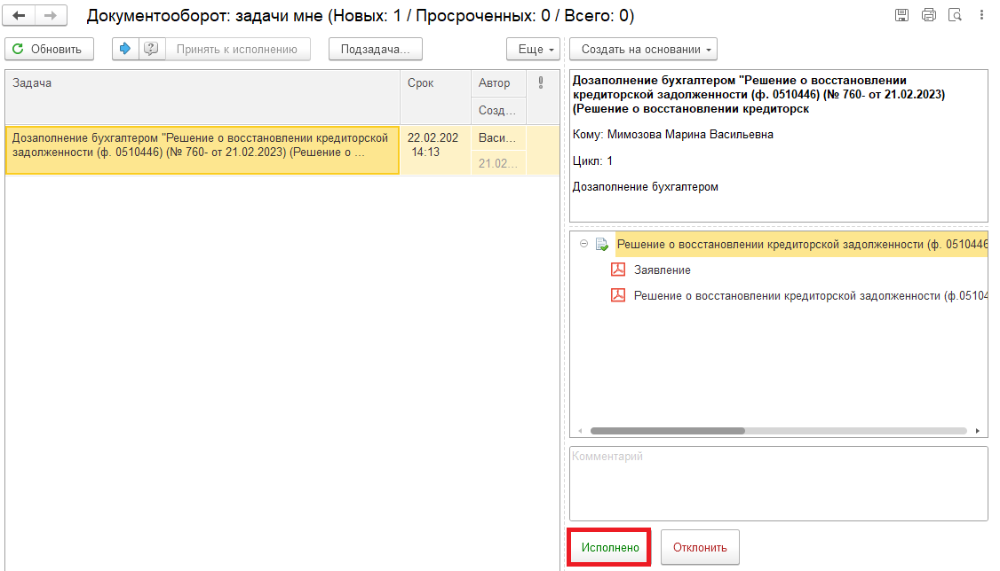 Документооборот: задачи мне (Новых: 1 / Просроченных: 0 / Всего: 0)
Обновить
Принять к исполнению
Подзадача...
Еще
Создать на основании
Задача
Срок
Автор
Созд...
Дозаполнение бухгалтером "Решение о восстановлении кредиторской
задолженности (ф. 0510446) (№ 760- от 21.02.2023) (Решение о ...
22.02.202
14:13
Васи...
21.02...
Дозаполнение бухгалтером "Решение о восстановлении
кредиторской задолженности (ф. 0510446) (№ 760- от 21.02.2023)
(Решение о восстановлении кредиторск
Кому: Мимозова Марина Васильевна
Цикл: 1
Дозаполнение бухгалтером
Решение о восстановлении кредиторской задолженности (ф. 0510446
Заявление
Решение о восстановлении кредиторской задолженности (ф.05104
Комментарий
Исполнено
Отклонить